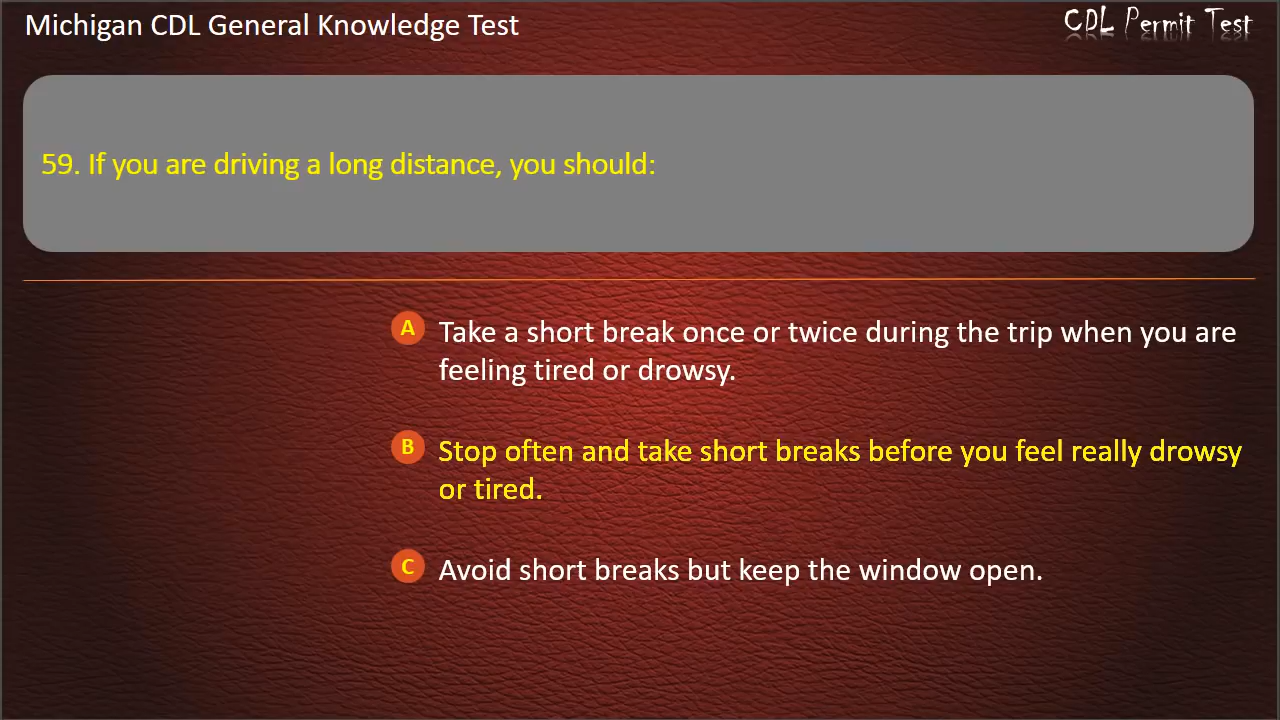 Michigan CDL General Knowledge Test
CDL Permit Test
59. If you are driving a long distance, you should:
A Take a short break once or twice during the trip when you are
feeling tired or drowsy.
B Stop often and take short breaks before you feel really drowsy
or tired.
C Avoid short breaks but keep the window open.